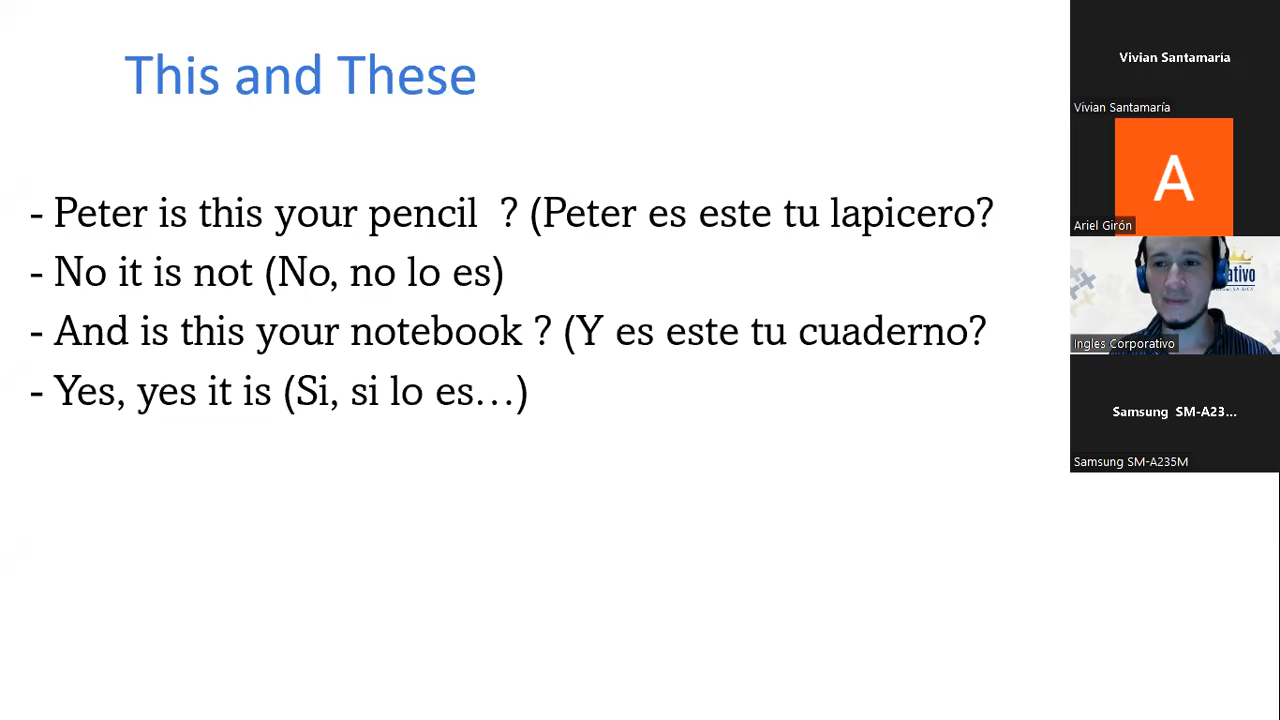 This and These
- Peter is this your pencil ? (Peter es este tu lapicero?
- No it is not (No, no lo es)
- And is this your notebook ? (Y es este tu cuaderno?
- Yes, yes it is (Si, si lo es…)
Vivian Santamaría
Vivian Santamaría
A
Ariel Girón
ativo
Ingles Corporativo
Samsung SM-A23...
Samsung SM-A235M